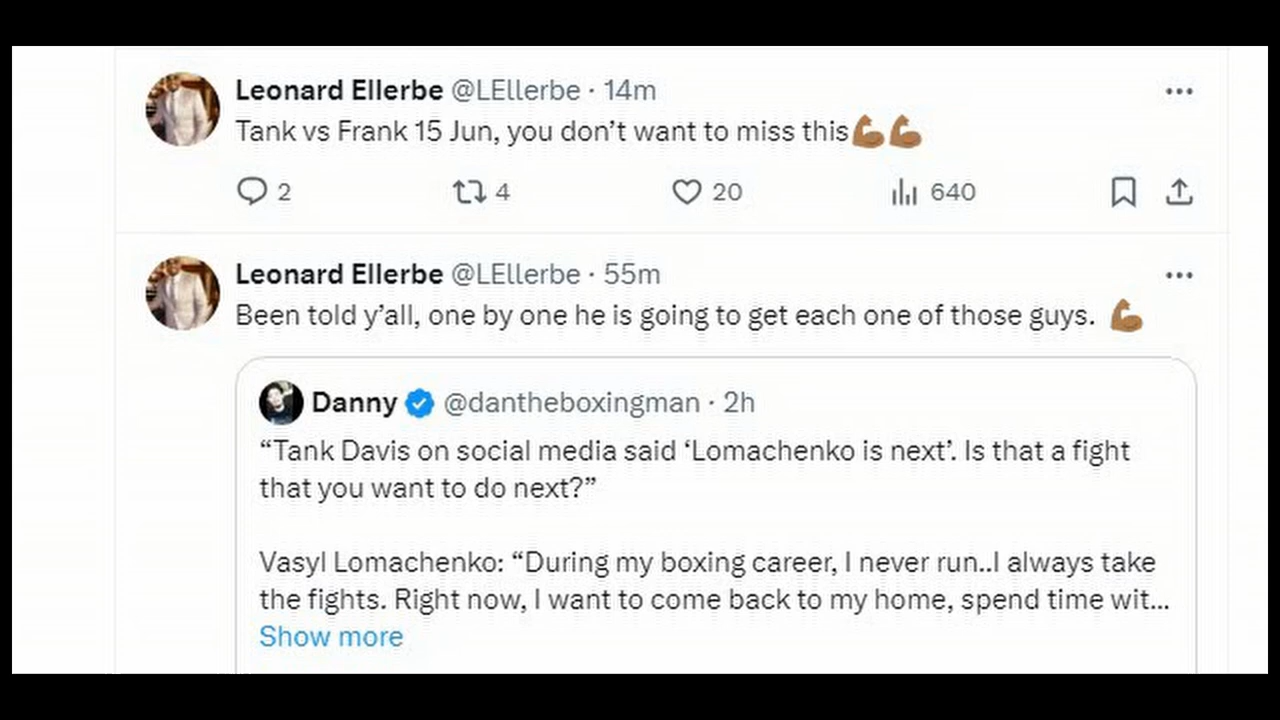 Leonard Ellerbe @LEllerbe · 14m
Tank vs Frank 15 Jun, you don’t want to miss this💪🏾💪🏾
2 4 20 640
Leonard Ellerbe @LEllerbe · 55m
Been told y’all, one by one he is going to get each one of those guys. 💪🏾
Danny @dantheboxingman · 2h
“Tank Davis on social media said ‘Lomachenko is next’. Is that a fight
that you want to do next?”
Vasyl Lomachenko: “During my boxing career, I never run..I always take
the fights. Right now, I want to come back to my home, spend time wit...
Show more